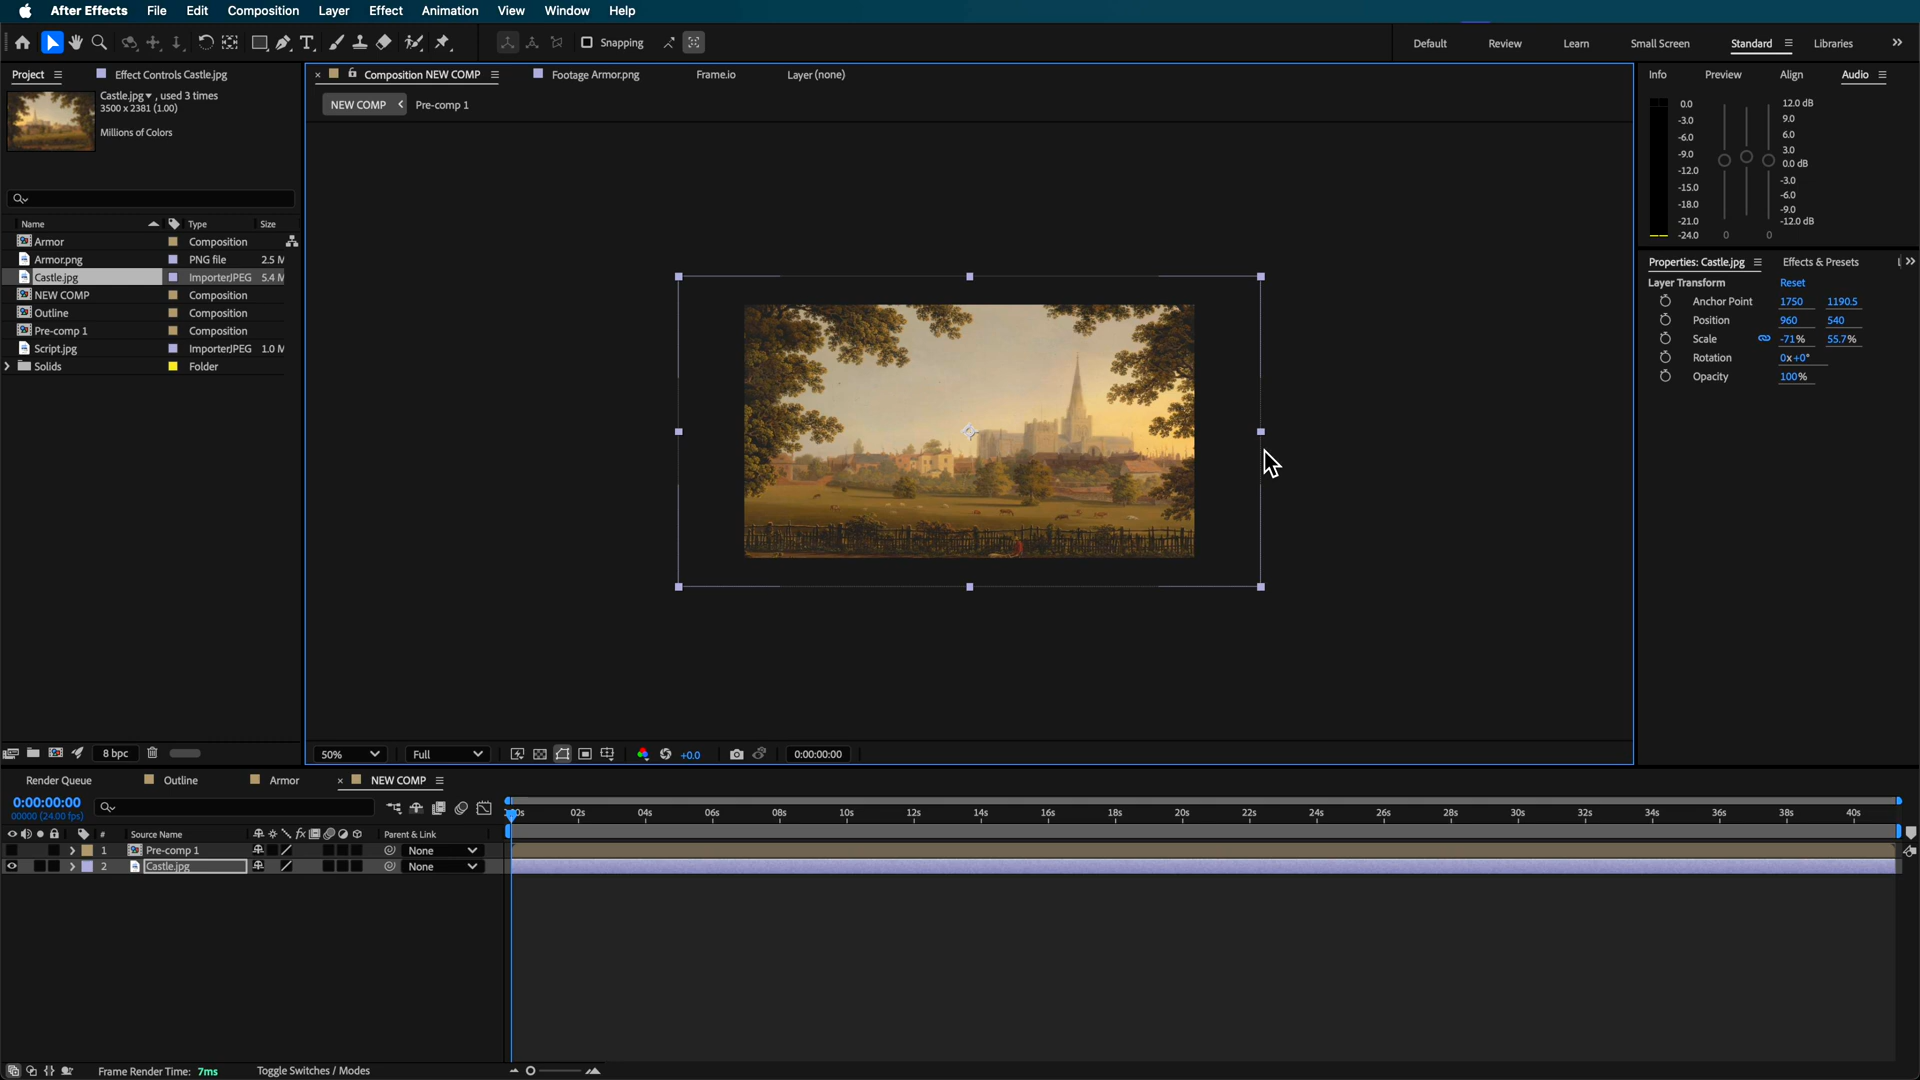 After Effects File Edit Composition Layer Effect Animation View Window Help
Snapping
Default Review Learn Small Screen Standard Libraries
Project Effect Controls Castle.jpg
Castle.jpg , used 3 times
3500 x 2381 (1.00)
Millions of Colors
Name Type Size
Armor Composition
Armor.png PNG file 2.5 M
Castle.jpg ImporterJPEG 5.4 M
NEW COMP Composition
Outline Composition
Pre-comp 1 Composition
Script.jpg ImporterJPEG 1.0 M
Solids Folder
8 bpc
Composition NEW COMP Footage Armor.png Frame.io Layer (none)
NEW COMP Pre-comp 1
50% Full +0.0 0:00:00:00
Info Preview Align Audio
0.0 12.0 dB
-3.0 9.0
-6.0 6.0
-9.0 3.0
-12.0 0.0 dB
-15.0 -3.0
-18.0 -6.0
-21.0 -9.0
-24.0 0 0 -12.0 dB
Properties: Castle.jpg Effects & Presets
Layer Transform Reset
Anchor Point 1750 1190.5
Position 960 540
Scale -71% 55.7%
Rotation 0x+0°
Opacity 100%
Render Queue Outline Armor NEW COMP
0:00:00:00
00000 (24.00 fps)
02s 04s 06s 08s 10s 12s 14s 16s 18s 20s 22s 24s 26s 28s 30s 32s 34s 36s 38s 40s
# Source Name fx Parent & Link
1 Pre-comp 1 None
2 Castle.jpg None
Frame Render Time: 7ms Toggle Switches / Modes